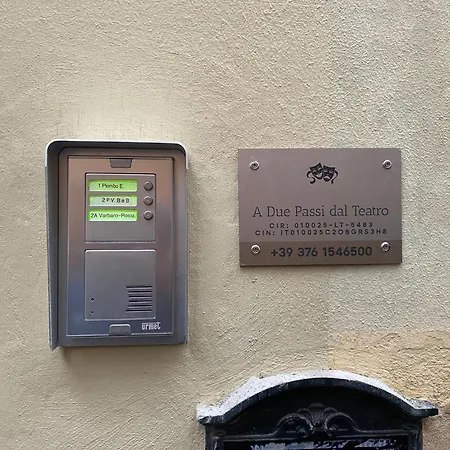 1 Pembo E.
2 P.V. B&B
2A Varbaro-Rossi
urmet
A Due Passi dal Teatro
CIR: 010025-LT-5483
CIN: IT010025C2O8GRS3H8
+39 376 1546500